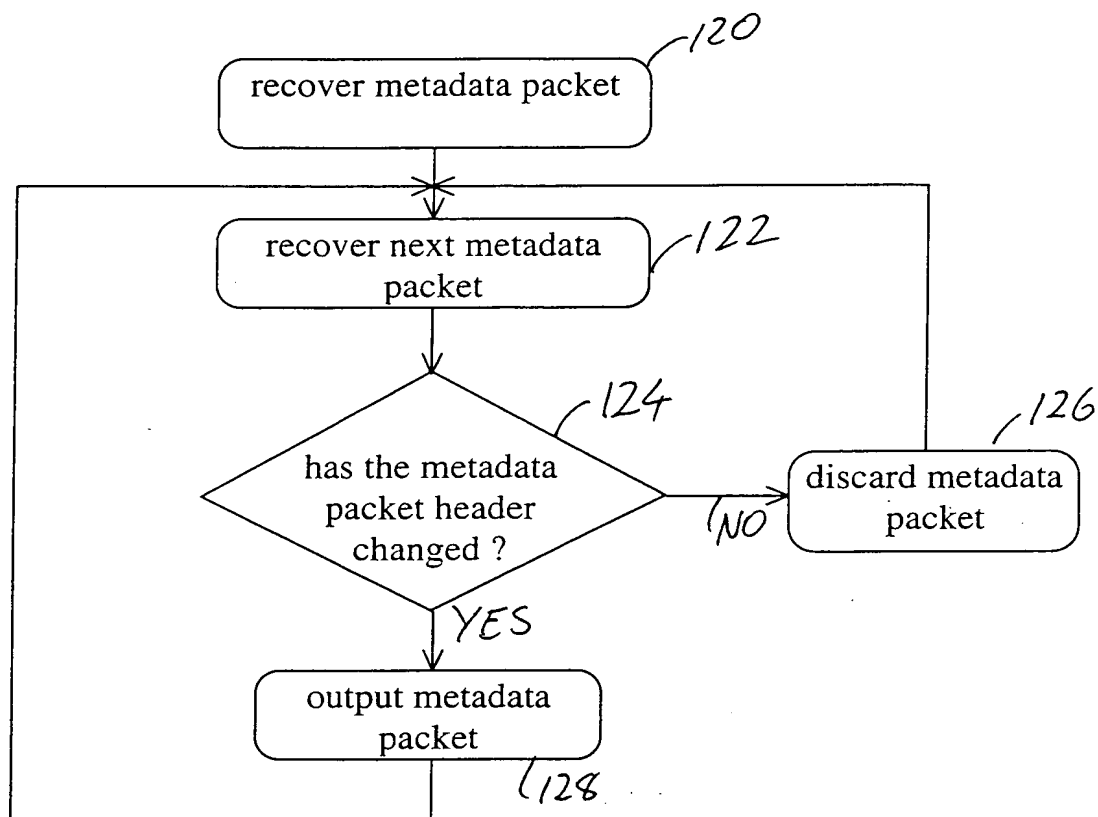 120
recover metadata packet
recover next metadata
packet
122
124
has the metadata
packet header
changed ?
NO
126
discard metadata
packet
YES
output metadata
packet
128